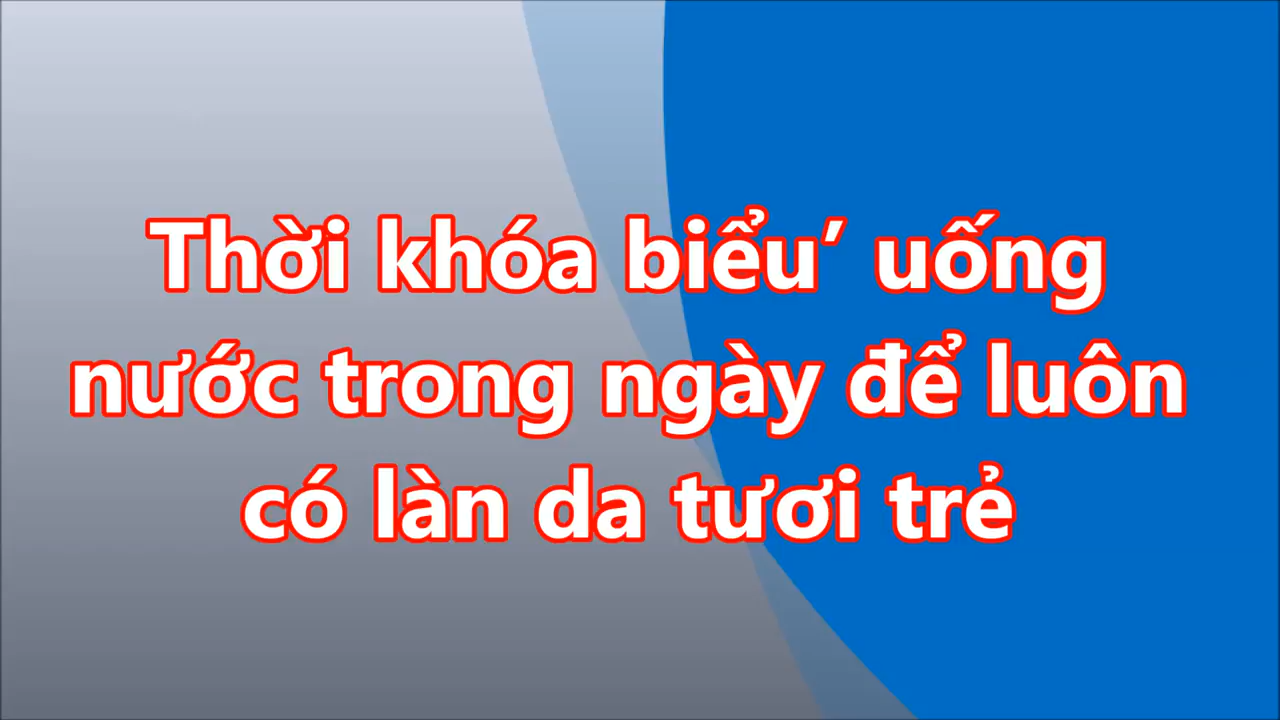 Thời khóa biểu’ uống
nước trong ngày để luôn
có làn da tươi trẻ